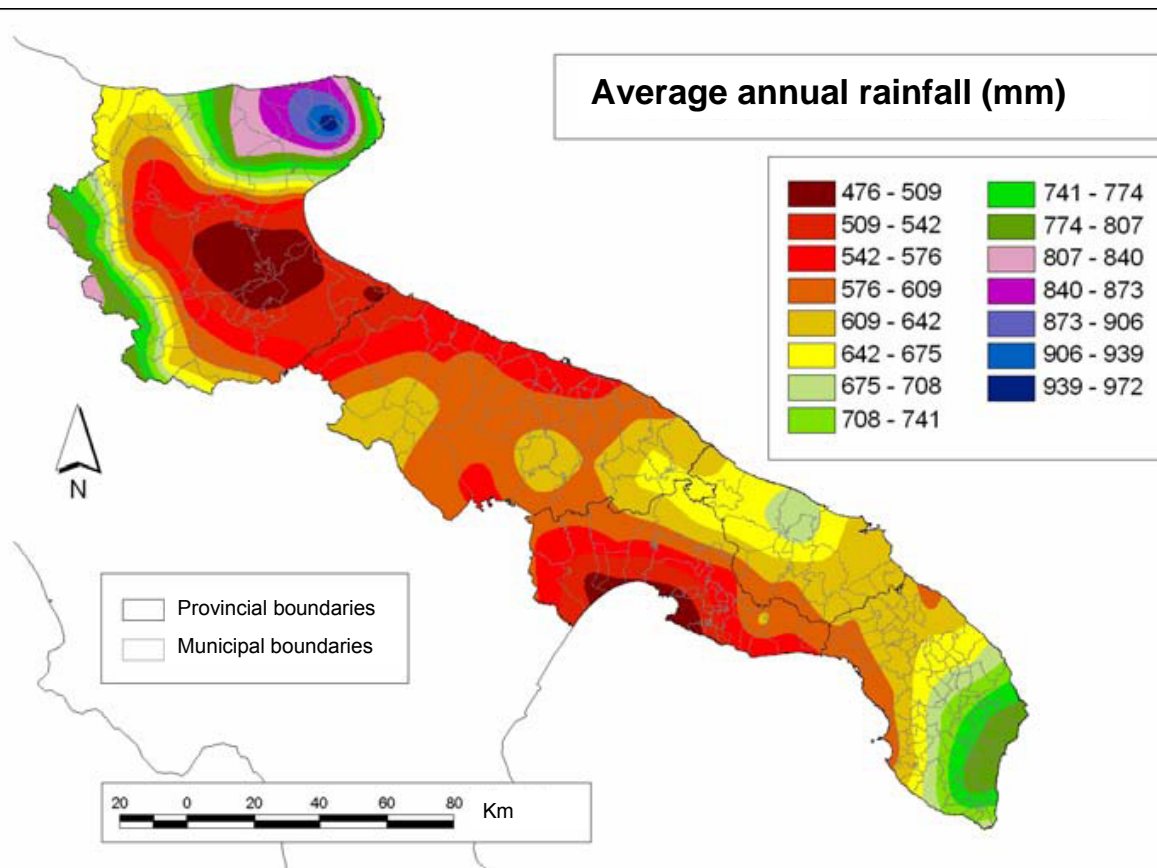 Average annual rainfall (mm)
476 - 509
509 - 542
542 - 576
576 - 609
609 - 642
642 - 675
675 - 708
708 - 741
741 - 774
774 - 807
807 - 840
840 - 873
873 - 906
906 - 939
939 - 972
N
Provincial boundaries
Municipal boundaries
20 0 20 40 60 80 Km